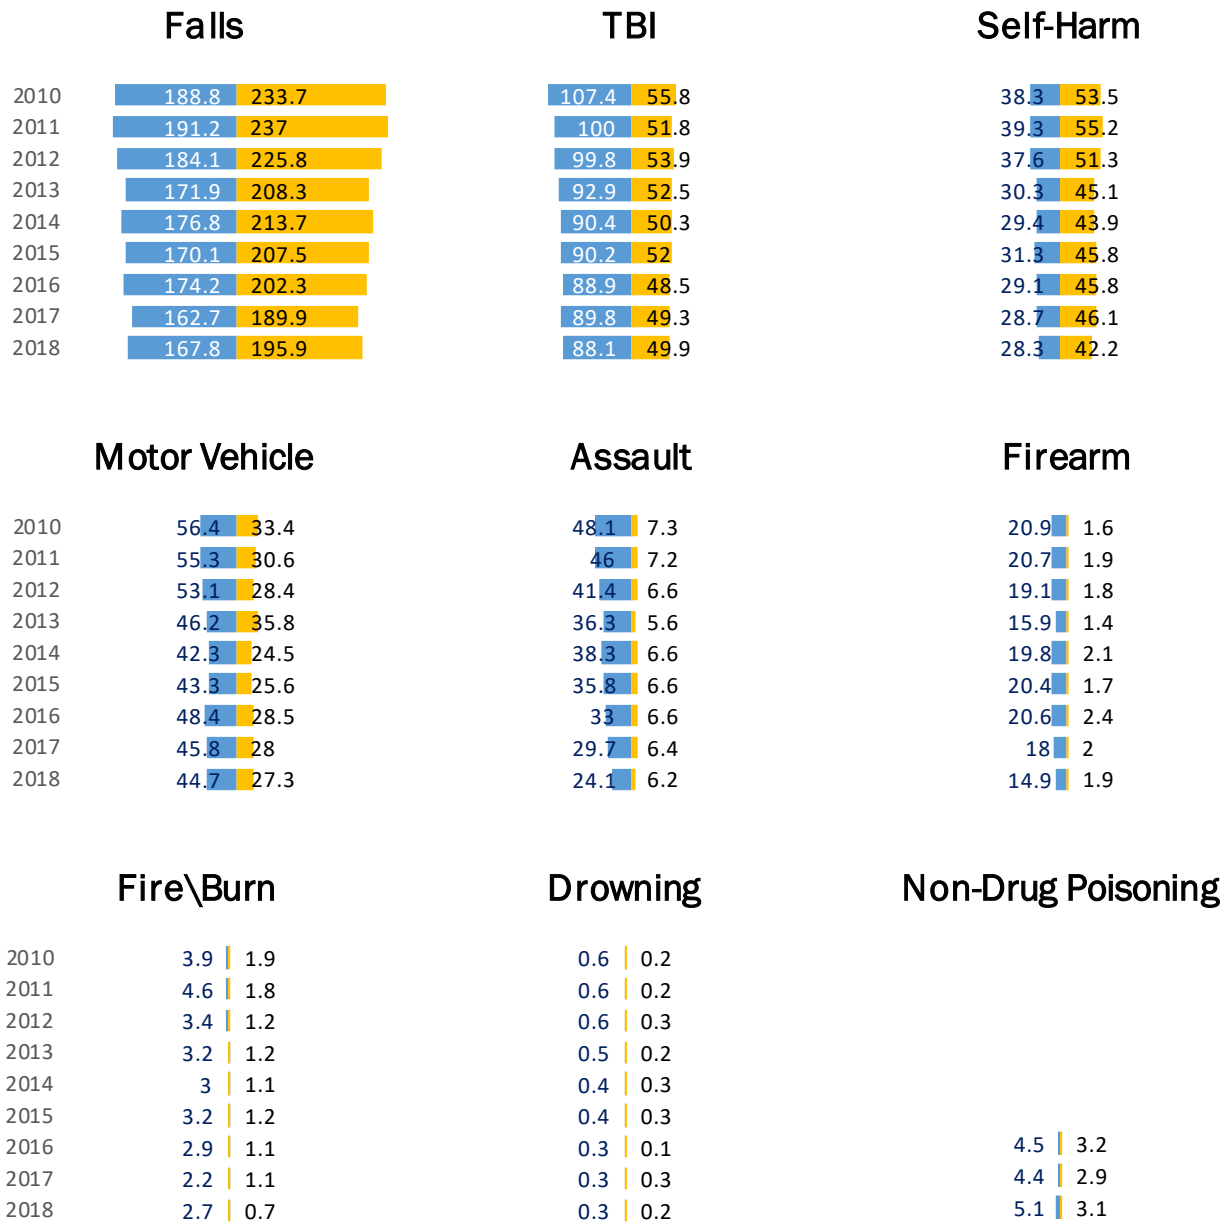 Falls TBI Self-Harm
2010 188.8 233.7 107.4 55.8 38.3 53.5
2011 191.2 237 100 51.8 39.3 55.2
2012 184.1 225.8 99.8 53.9 37.6 51.3
2013 171.9 208.3 92.9 52.5 30.3 45.1
2014 176.8 213.7 90.4 50.3 29.4 43.9
2015 170.1 207.5 90.2 52 31.3 45.8
2016 174.2 202.3 88.9 48.5 29.1 45.8
2017 162.7 189.9 89.8 49.3 28.7 46.1
2018 167.8 195.9 88.1 49.9 28.3 42.2
Motor Vehicle Assault Firearm
2010 56.4 33.4 48.1 7.3 20.9 1.6
2011 55.3 30.6 46 7.2 20.7 1.9
2012 53.1 28.4 41.4 6.6 19.1 1.8
2013 46.2 35.8 36.3 5.6 15.9 1.4
2014 42.3 24.5 38.3 6.6 19.8 2.1
2015 43.3 25.6 35.8 6.6 20.4 1.7
2016 48.4 28.5 33 6.6 20.6 2.4
2017 45.8 28 29.7 6.4 18 2
2018 44.7 27.3 24.1 6.2 14.9 1.9
Fire\Burn Drowning Non-Drug Poisoning
2010 3.9 1.9 0.6 0.2
2011 4.6 1.8 0.6 0.2
2012 3.4 1.2 0.6 0.3
2013 3.2 1.2 0.5 0.2
2014 3 1.1 0.4 0.3
2015 3.2 1.2 0.4 0.3
2016 2.9 1.1 0.3 0.1 4.5 3.2
2017 2.2 1.1 0.3 0.3 4.4 2.9
2018 2.7 0.7 0.3 0.2 5.1 3.1